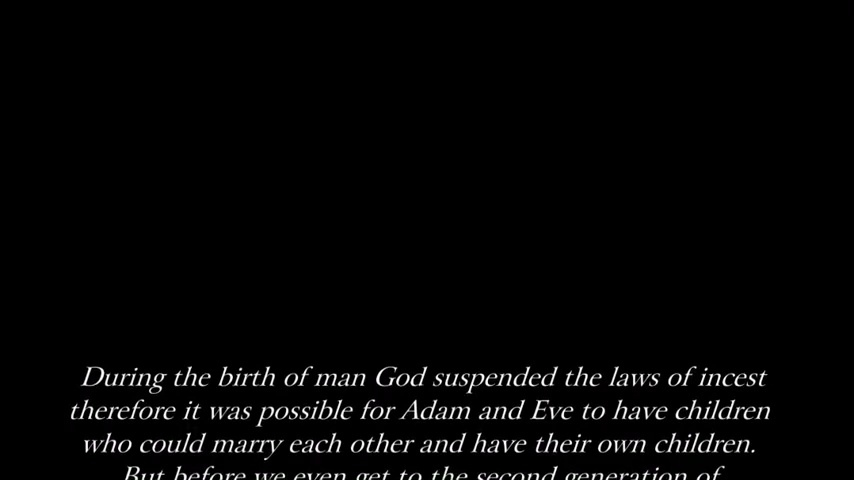 During the birth of man God suspended the laws of incest
therefore it was possible for Adam and Eve to have children
who could marry each other and have their own children.
But before we even get to the second generation of